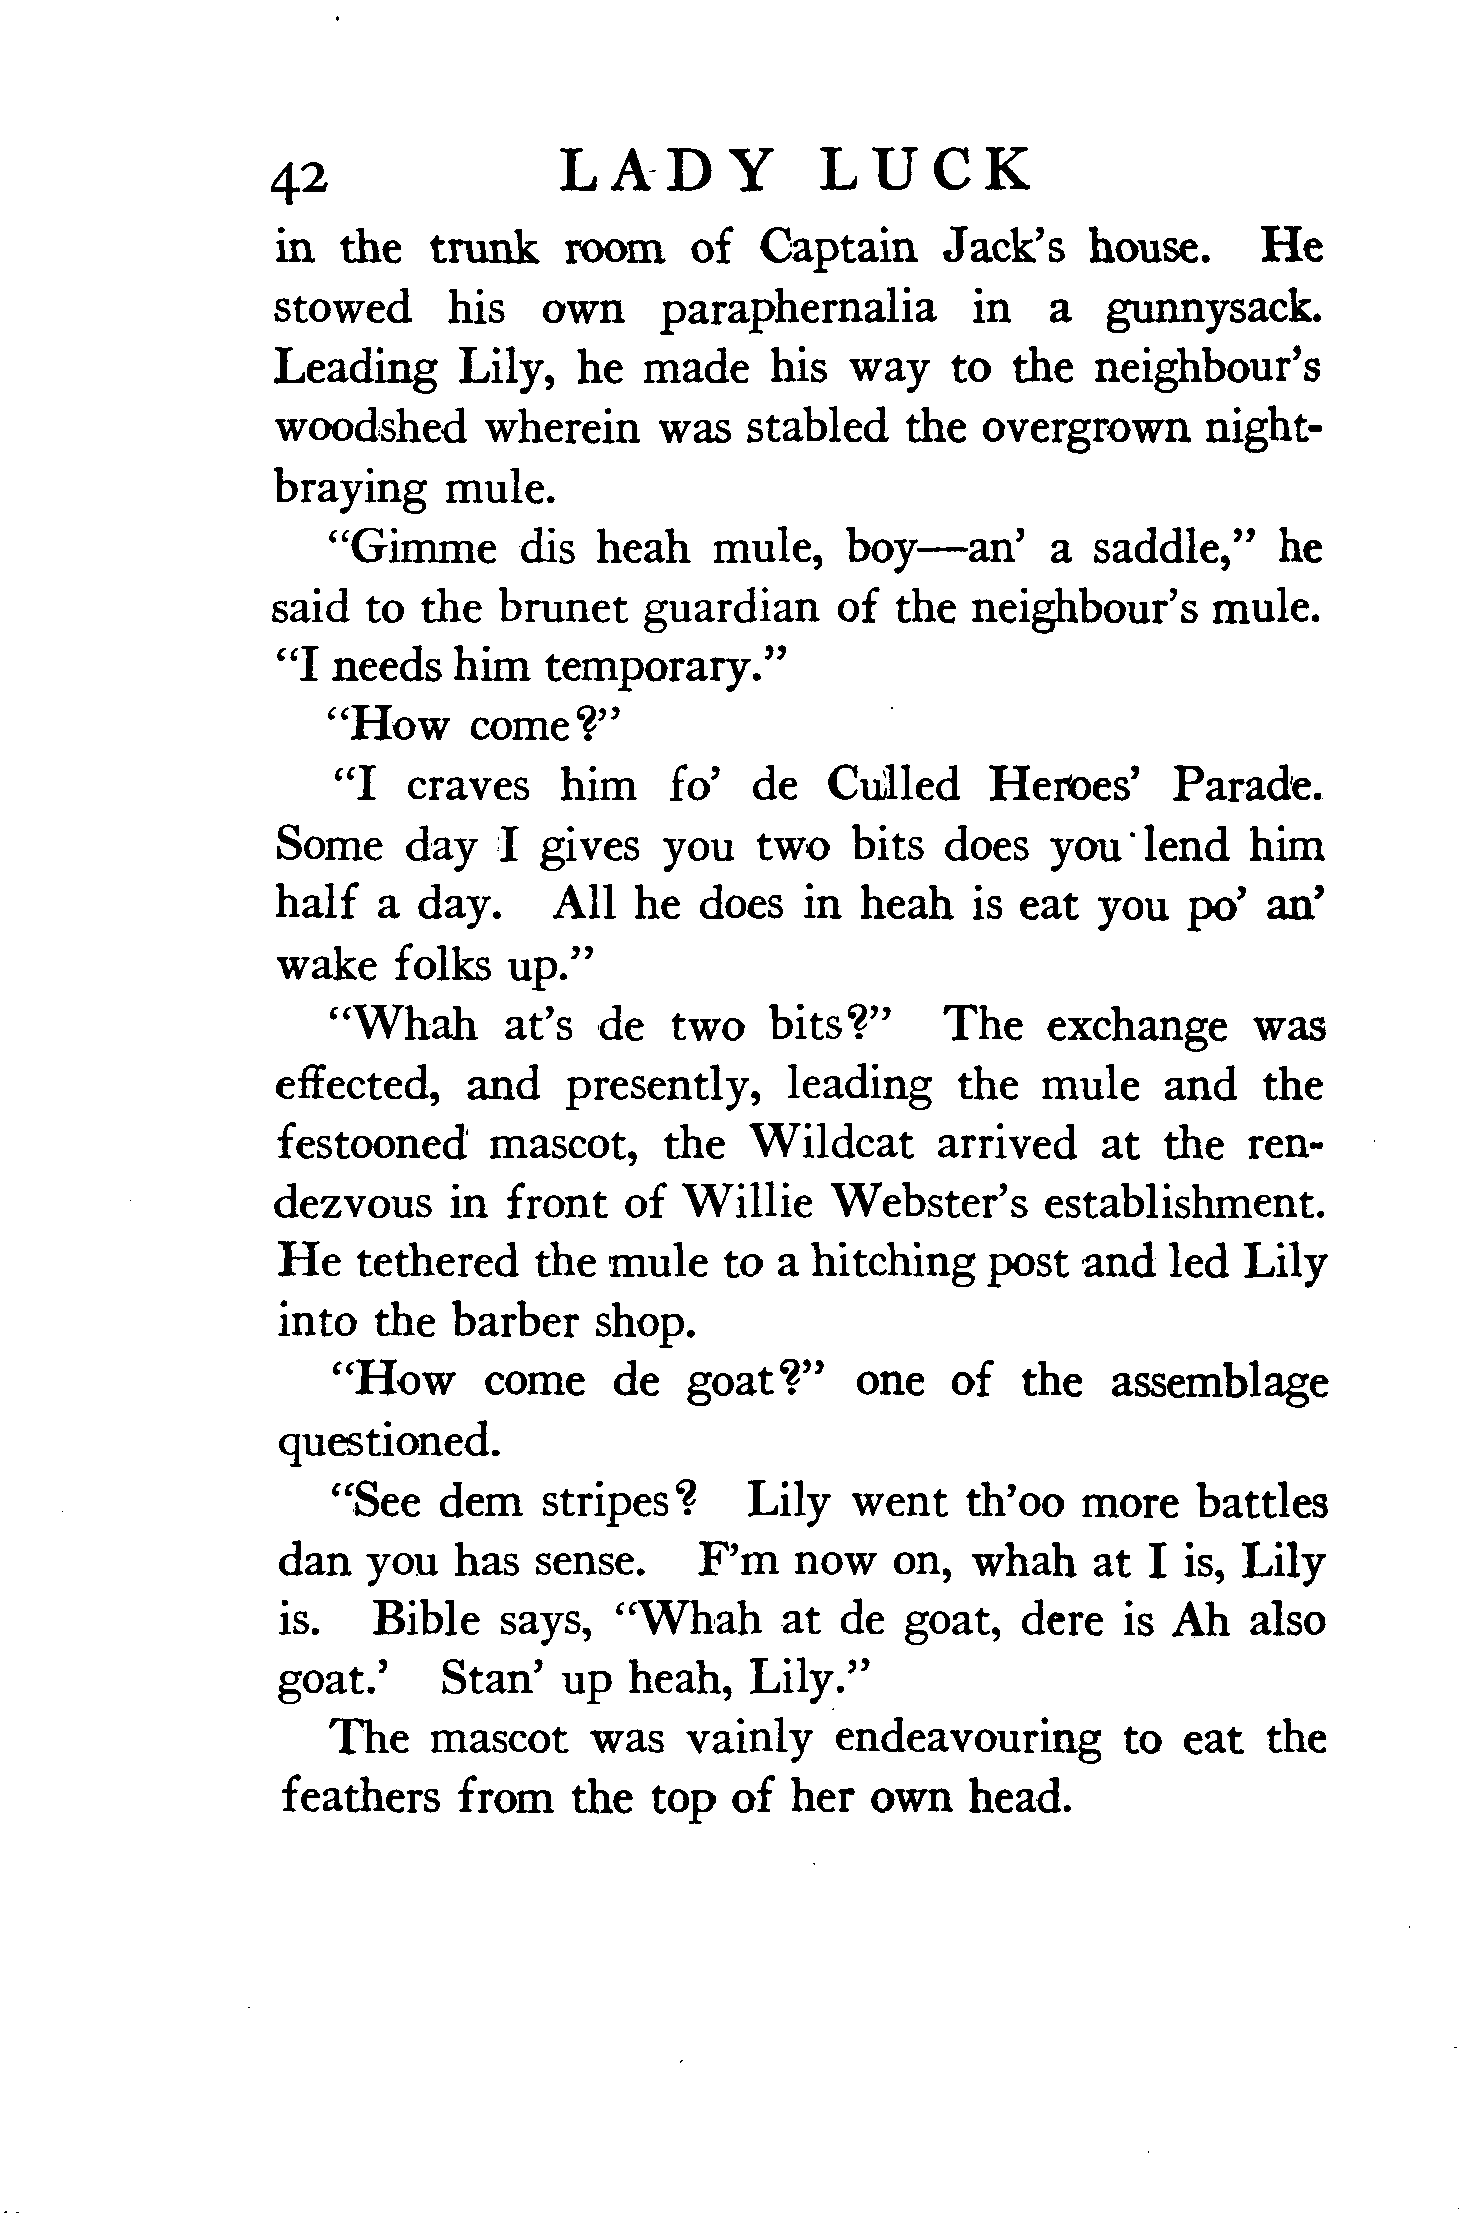 42 LADY LUCK
in the trunk room of Captain Jack's house. He
stowed his own paraphernalia in a gunnysack.
Leading Lily, he made his way to the neighbour's
woodshed wherein was stabled the overgrown night-
braying mule.
"Gimme dis heah mule, boy—an' a saddle," he
said to the brunet guardian of the neighbour's mule.
"I needs him temporary."
"How come?"
"I craves him fo' de Culled Heroes' Parade.
Some day I gives you two bits does you lend him
half a day. All he does in heah is eat you po' an'
wake folks up."
"Whah at's de two bits?" The exchange was
effected, and presently, leading the mule and the
festooned mascot, the Wildcat arrived at the ren-
dezvous in front of Willie Webster's establishment.
He tethered the mule to a hitching post and led Lily
into the barber shop.
"How come de goat?" one of the assemblage
questioned.
"See dem stripes? Lily went th'oo more battles
dan you has sense. F'm now on, whah at I is, Lily
is. Bible says, "Whah at de goat, dere is Ah also
goat.' Stan' up heah, Lily."
The mascot was vainly endeavouring to eat the
feathers from the top of her own head.